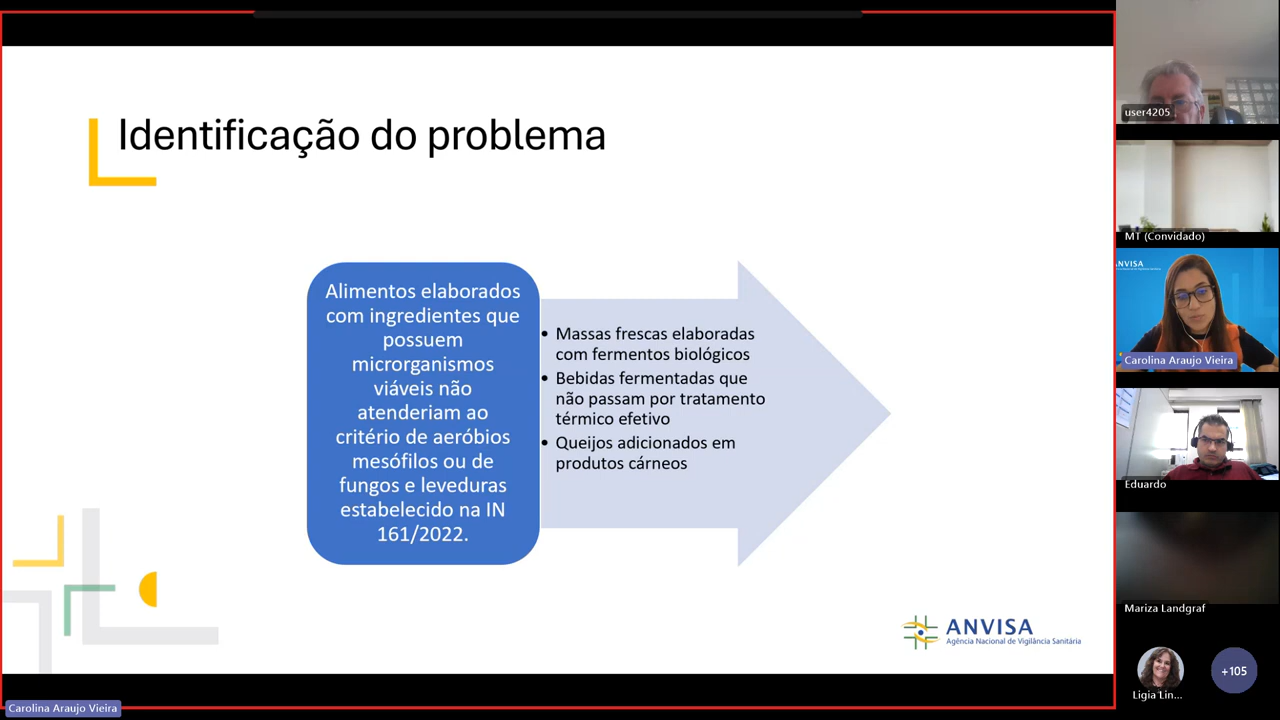 Identificação do problema
Alimentos elaborados
com ingredientes que
possuem
microrganismos
viáveis não
atenderiam ao
critério de aeróbios
mesófilos ou de
fungos e leveduras
estabelecido na IN
161/2022.
• Massas frescas elaboradas
com fermentos biológicos
• Bebidas fermentadas que
não passam por tratamento
térmico efetivo
• Queijos adicionados em
produtos cárneos
ANVISA
Agência Nacional de Vigilância Sanitária
Carolina Araujo Vieira
user4205
MT (Convidado)
ANVISA
Carolina Araujo Vieira
Eduardo
Mariza Landgraf
Ligia Lin...
+105